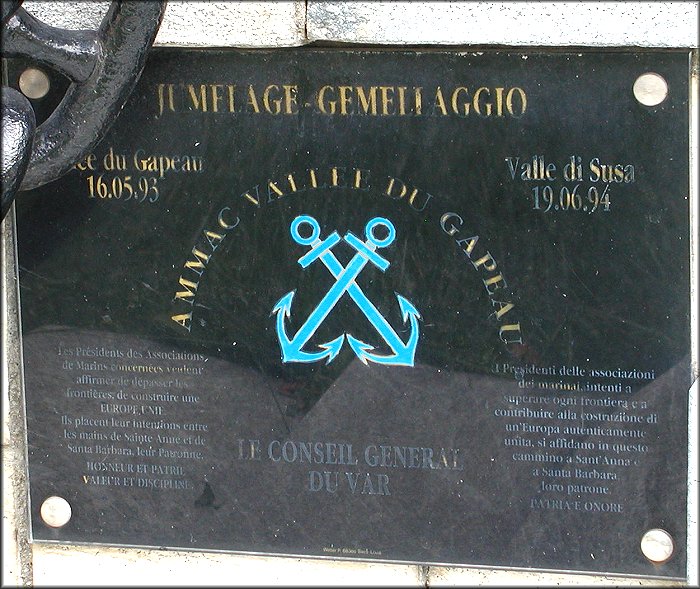 JUMELAGE-GEMELLAGGIO
du Gapeau
16.05.93
Valle di Susa
19.06.94
AMMAC VALLEE DU GAPEAU
Les Présidents des Associations
de Marins concernées veulent
affirmer de dépasser les
frontières, de construire une
EUROPE UNIE.
Ils placent leur intentions entre
les mains de Sainte Anne et de
Santa Barbara, leur Patronne.
HONNEUR ET PATRIE
VALEUR ET DISCIPLINE.
I Presidenti delle associazioni
dei marinai, intenti a
superare ogni frontiera e a
contribuire alla costruzione di
un'Europa autenticamente
unita, si affidano in questo
cammino a Sant'Anna e
a Santa Barbara,
loro patrone.
PATRIA E ONORE
LE CONSEIL GENERAL
DU VAR